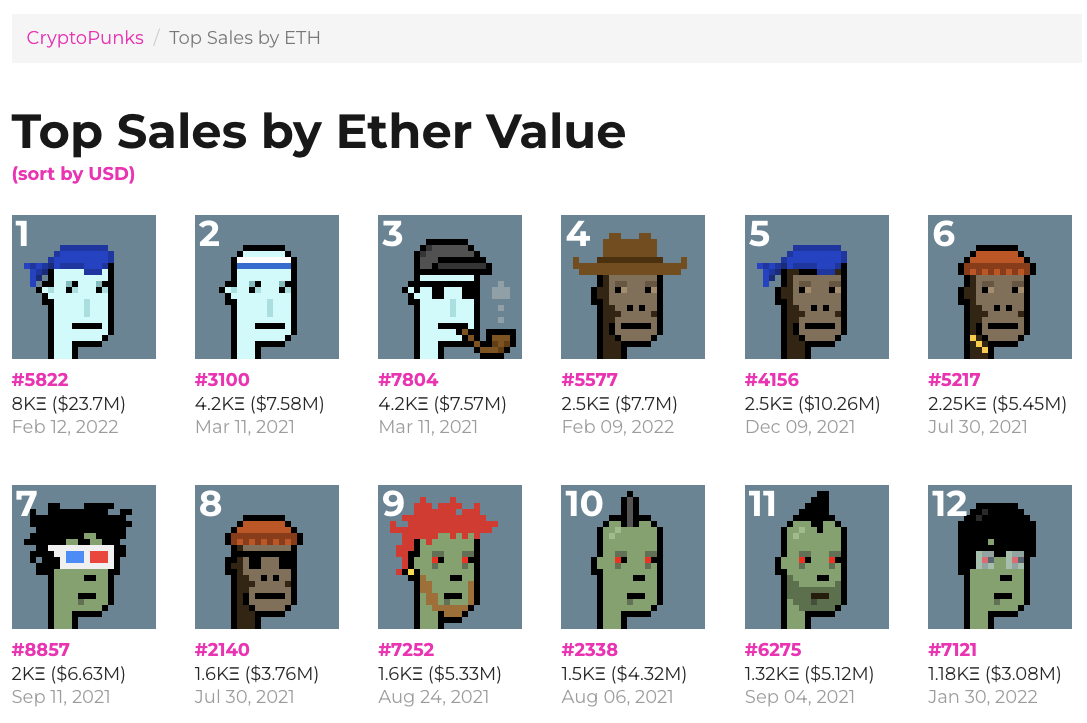 CryptoPunks / Top Sales by ETH
Top Sales by Ether Value
(sort by USD)
1 2 3 4 5 6
#5822 #3100 #7804 #5577 #4156 #5217
8KΞ ($23.7M) 4.2KΞ ($7.58M) 4.2KΞ ($7.57M) 2.5KΞ ($7.7M) 2.5KΞ ($10.26M) 2.25KΞ ($5.45M)
Feb 12, 2022 Mar 11, 2021 Mar 11, 2021 Feb 09, 2022 Dec 09, 2021 Jul 30, 2021
7 8 9 10 11 12
#8857 #2140 #7252 #2338 #6275 #7121
2KΞ ($6.63M) 1.6KΞ ($3.76M) 1.6KΞ ($5.33M) 1.5KΞ ($4.32M) 1.32KΞ ($5.12M) 1.18KΞ ($3.08M)
Sep 11, 2021 Jul 30, 2021 Aug 24, 2021 Aug 06, 2021 Sep 04, 2021 Jan 30, 2022